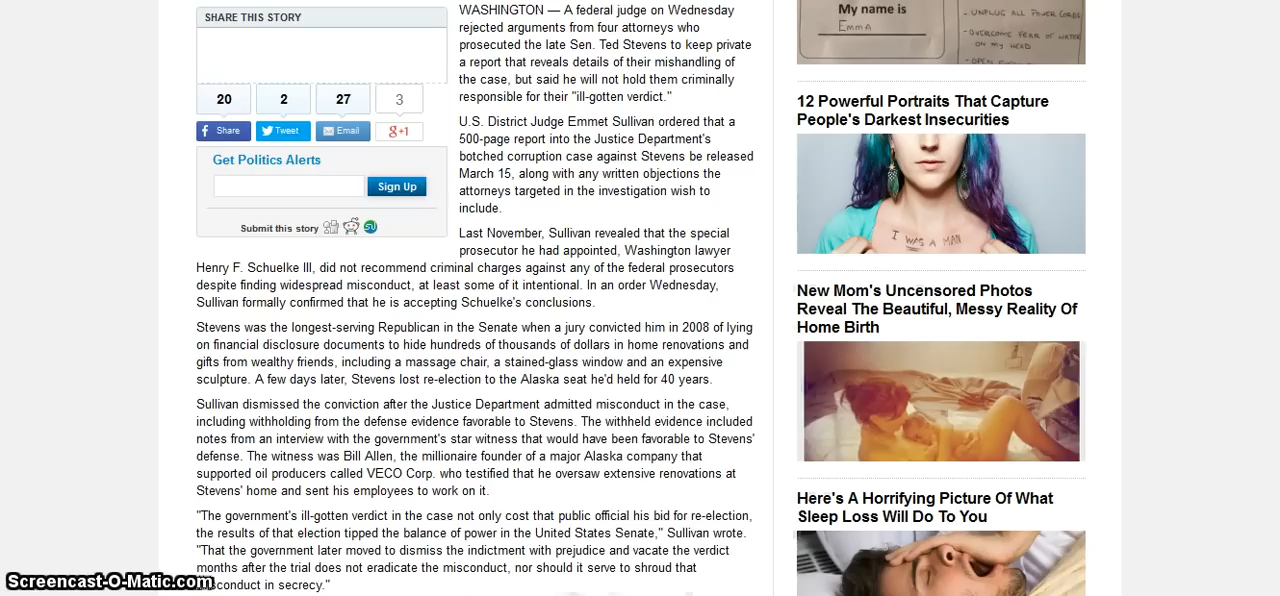 SHARE THIS STORY
20
2
27
3
Share
Tweet
Email
+1
Get Politics Alerts
Sign Up
Submit this story
WASHINGTON — A federal judge on Wednesday
rejected arguments from four attorneys who
prosecuted the late Sen. Ted Stevens to keep private
a report that reveals details of their mishandling of
the case, but said he will not hold them criminally
responsible for their "ill-gotten verdict."
U.S. District Judge Emmet Sullivan ordered that a
500-page report into the Justice Department's
botched corruption case against Stevens be released
March 15, along with any written objections the
attorneys targeted in the investigation wish to
include.
Last November, Sullivan revealed that the special
prosecutor he had appointed, Washington lawyer
Henry F. Schuelke III, did not recommend criminal charges against any of the federal prosecutors
despite finding widespread misconduct, at least some of it intentional. In an order Wednesday,
Sullivan formally confirmed that he is accepting Schuelke's conclusions.
Stevens was the longest-serving Republican in the Senate when a jury convicted him in 2008 of lying
on financial disclosure documents to hide hundreds of thousands of dollars in home renovations and
gifts from wealthy friends, including a massage chair, a stained-glass window and an expensive
sculpture. A few days later, Stevens lost re-election to the Alaska seat he'd held for 40 years.
Sullivan dismissed the conviction after the Justice Department admitted misconduct in the case,
including withholding from the defense evidence favorable to Stevens. The withheld evidence included
notes from an interview with the government's star witness that would have been favorable to Stevens'
defense. The witness was Bill Allen, the millionaire founder of a major Alaska company that
supported oil producers called VECO Corp. who testified that he oversaw extensive renovations at
Stevens' home and sent his employees to work on it.
"The government's ill-gotten verdict in the case not only cost that public official his bid for re-election,
the results of that election tipped the balance of power in the United States Senate," Sullivan wrote.
"That the government later moved to dismiss the indictment with prejudice and vacate the verdict
months after the trial does not eradicate the misconduct, nor should it serve to shroud that
misconduct in secrecy."
My name is
Emma
- UNPLUG ALL POWER CORDS
- OVERCOME FEAR OF WATER
ON MY HEAD
- OPEN
12 Powerful Portraits That Capture
People's Darkest Insecurities
I WAS A MAN
New Mom's Uncensored Photos
Reveal The Beautiful, Messy Reality Of
Home Birth
Here's A Horrifying Picture Of What
Sleep Loss Will Do To You
Screencast-O-Matic.com